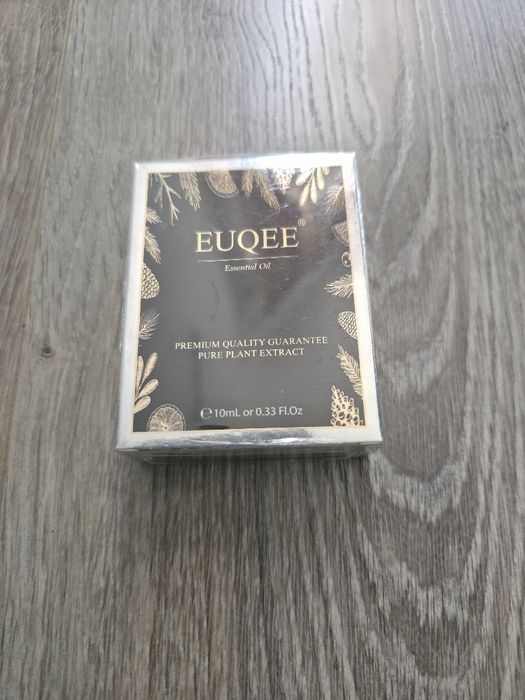 EUQEE®
Essential Oil
PREMIUM QUALITY GUARANTEE
PURE PLANT EXTRACT
℮10mL or 0.33 Fl.Oz